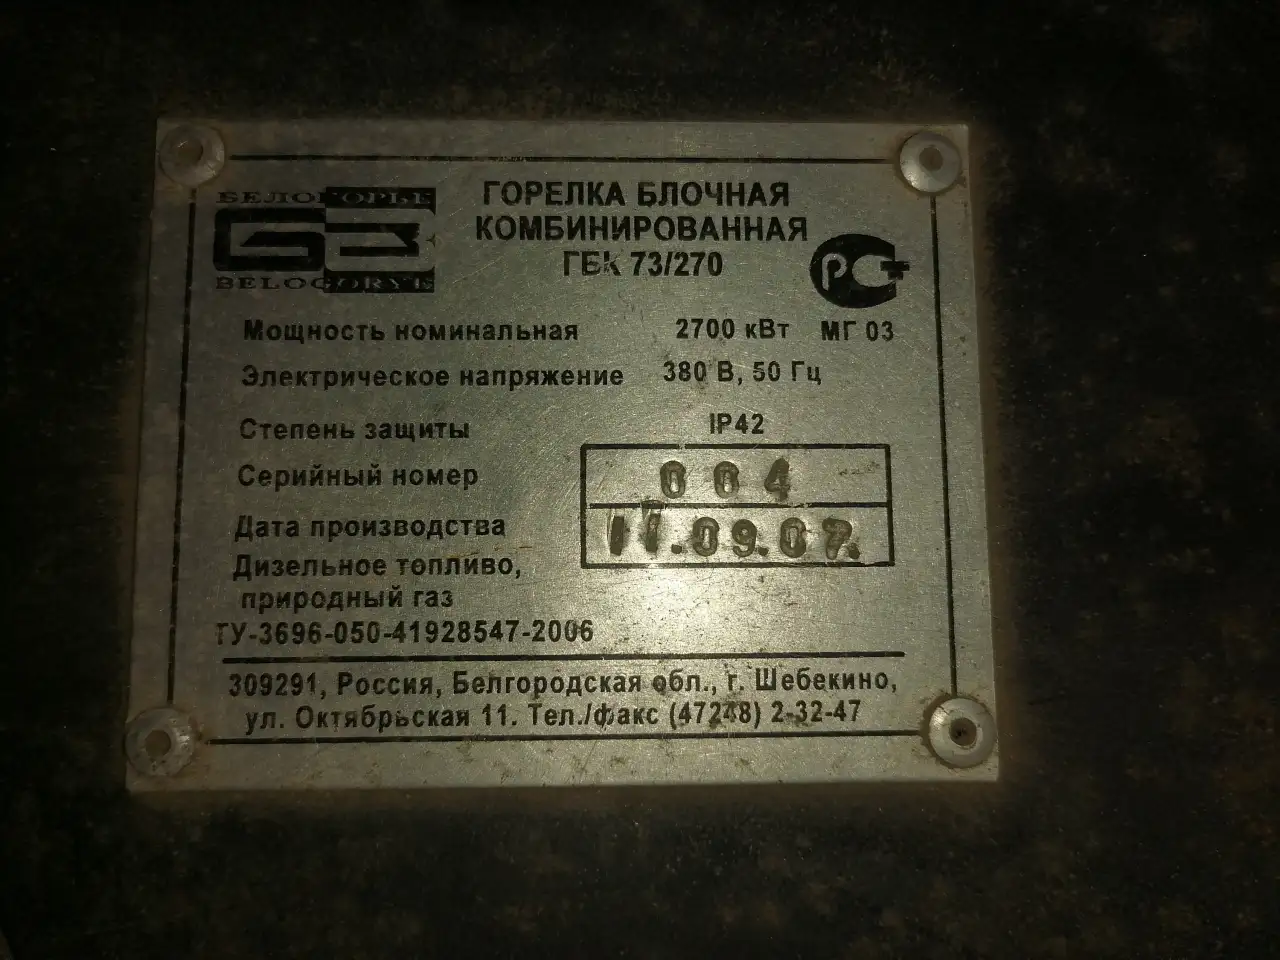 БЕЛОГОРЬЕ
БЗ
BELOGORYE
ГОРЕЛКА БЛОЧНАЯ
КОМБИНИРОВАННАЯ
ГБК 73/270
РС
Мощность номинальная 2700 кВт МГ 03
Электрическое напряжение 380 В, 50 Гц
Степень защиты IP42
Серийный номер 004
Дата производства 11.09.07.
Дизельное топливо,
природный газ
ТУ-3696-050-41928547-2006
309291, Россия, Белгородская обл., г. Шебекино,
ул. Октябрьская 11. Тел./факс (47248) 2-32-47